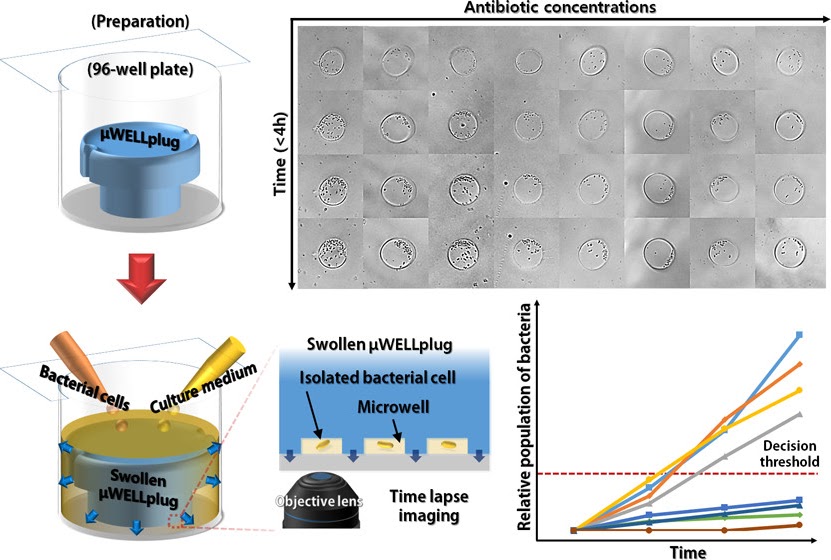 (Preparation)
(96-well plate)
µWELLplug
Antibiotic concentrations
Time (<4h)
Bacterial cells
Culture medium
Swollen
µWELLplug
Swollen µWELLplug
Isolated bacterial cell
Microwell
Objective lens
Time lapse
imaging
Relative population of bacteria
Decision
threshold
Time